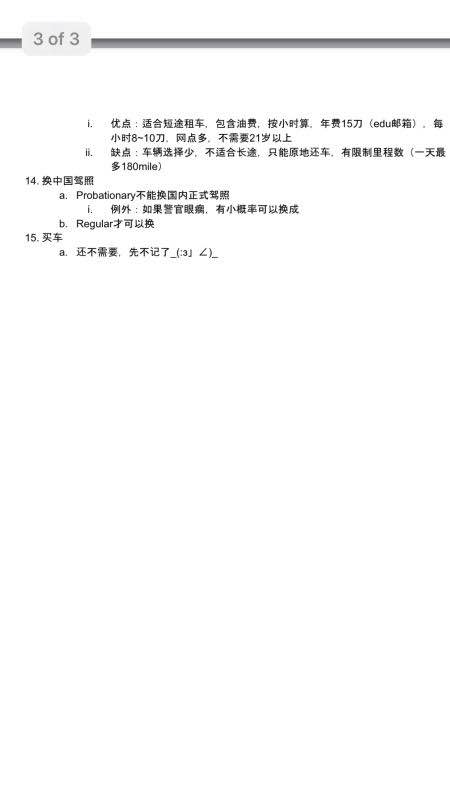 3 of 3
i. 优点：适合短途租车，包含油费，按小时算，年费15刀（edu邮箱），每
小时8~10刀，网点多，不需要21岁以上
ii. 缺点：车辆选择少，不适合长途，只能原地还车，有限制里程数（一天最
多180mile）
14. 换中国驾照
a. Probationary不能换国内正式驾照
i. 例外：如果警官眼瘸，有小概率可以换成
b. Regular才可以换
15. 买车
a. 还不需要，先不记了_(:з」∠)_